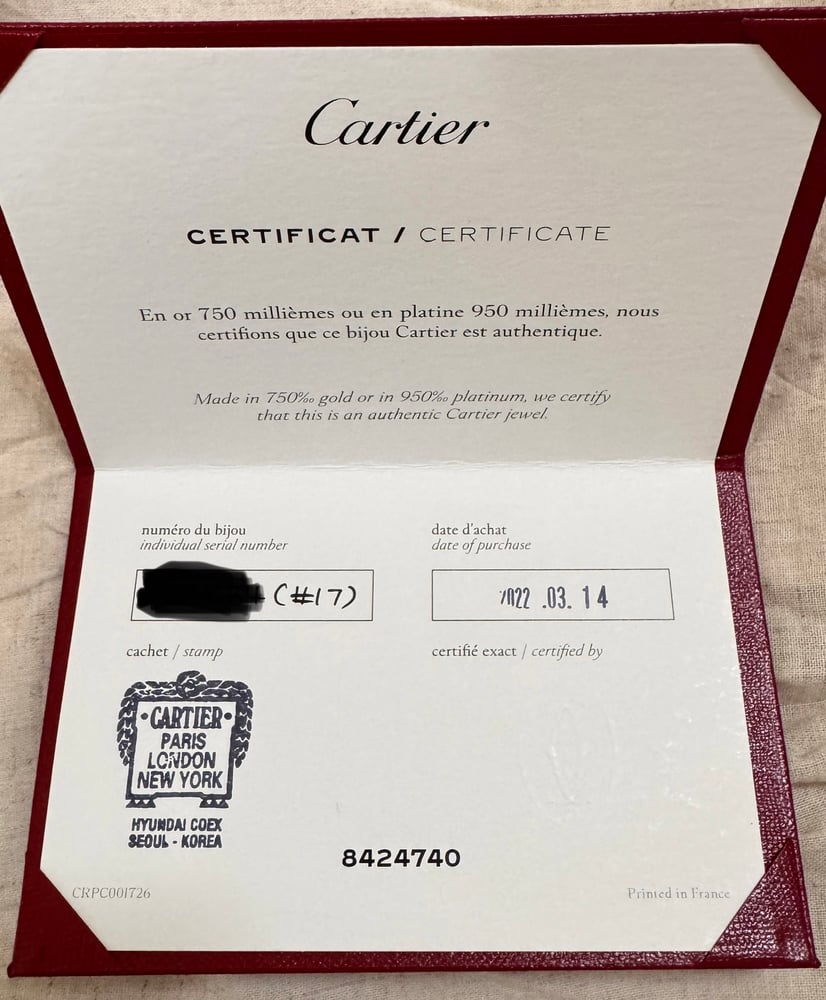 Cartier
CERTIFICAT / CERTIFICATE
En or 750 millièmes ou en platine 950 millièmes, nous
certifions que ce bijou Cartier est authentique.
Made in 750‰ gold or in 950‰ platinum, we certify
that this is an authentic Cartier jewel.
numéro du bijou
individual serial number
(#17)
date d'achat
date of purchase
2022 .03. 14
cachet / stamp
certifié exact / certified by
CARTIER
PARIS
LONDON
NEW YORK
HYUNDAI COEX
SEOUL - KOREA
8424740
CRPC001726
Printed in France